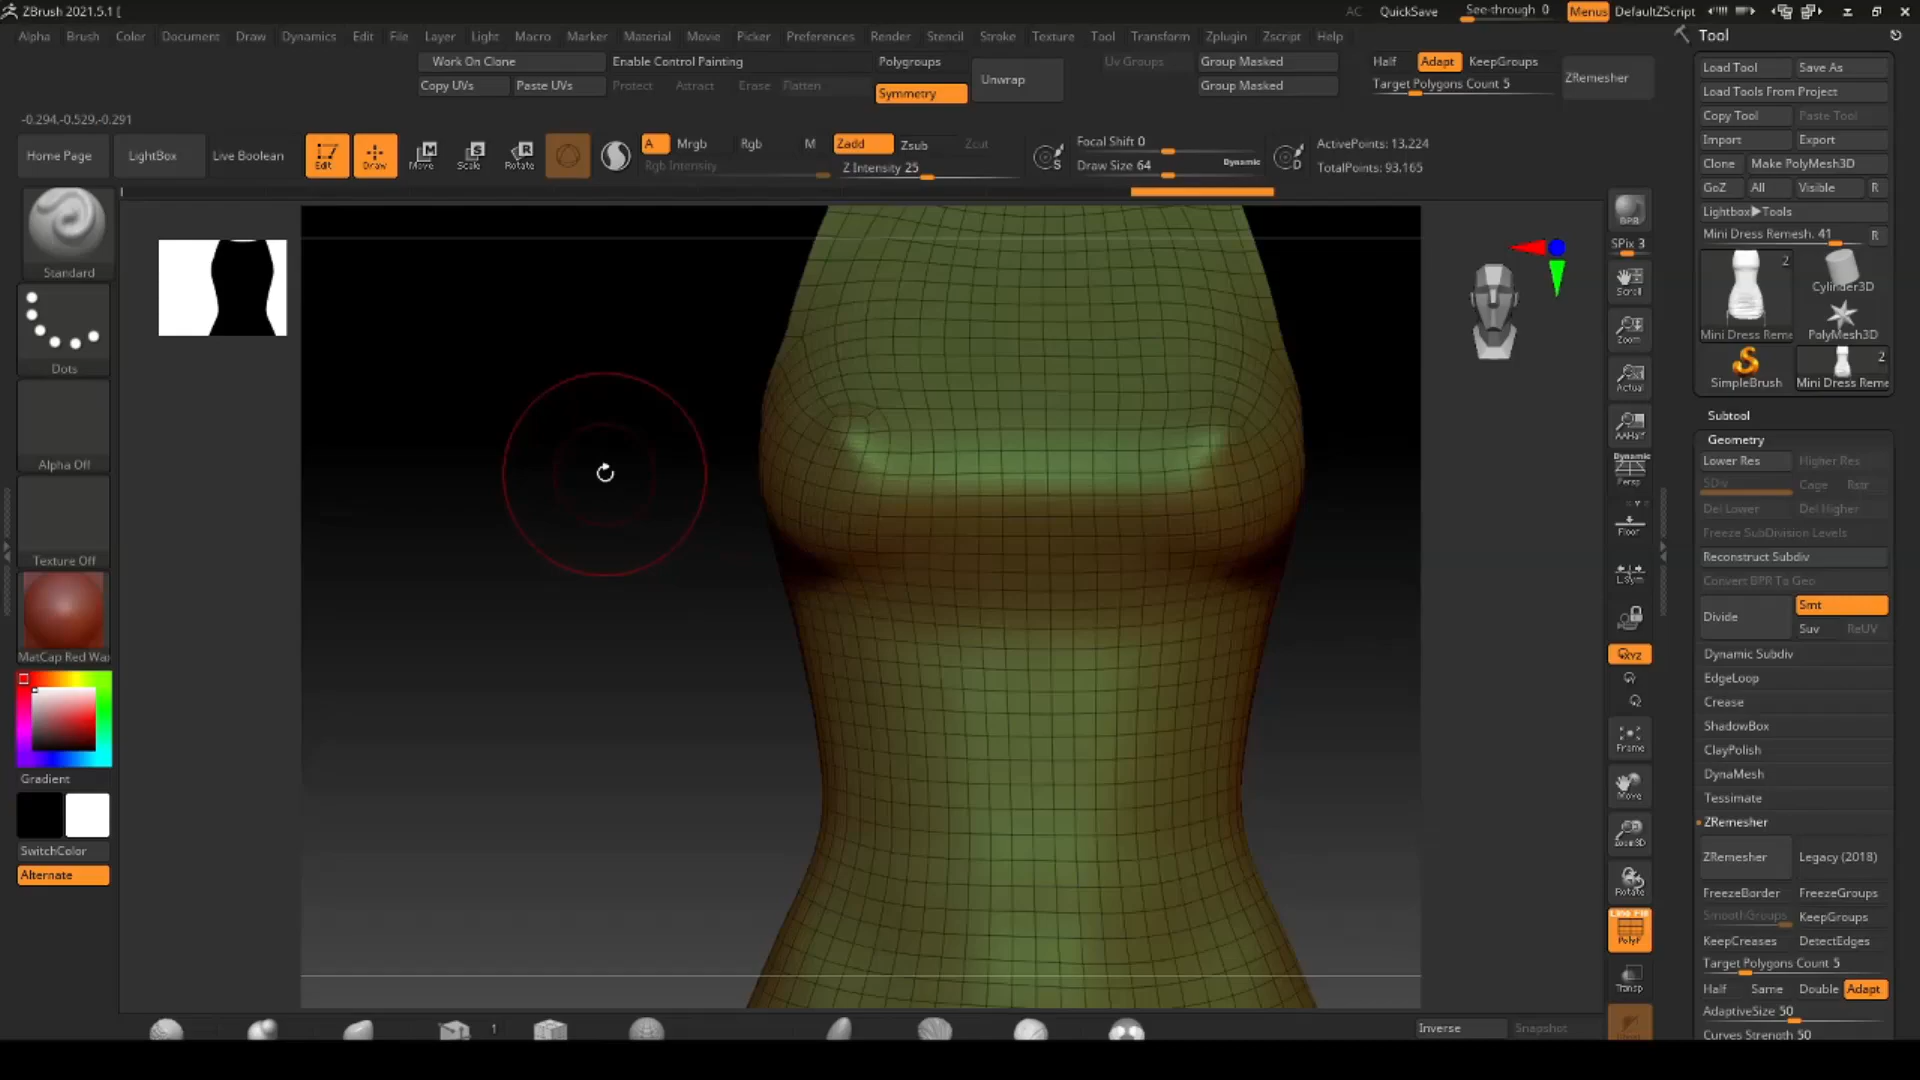 ZBrush 2021.5.1 [
AC QuickSave See-through 0 Menus DefaultZScript
Alpha Brush Color Document Draw Dynamics Edit File Layer Light Macro Marker Material Movie Picker Preferences Render Stencil Stroke Texture Tool Transform Zplugin Zscript Help
Work On Clone Enable Control Painting Polygroups Uv Groups Group Masked Half Adapt KeepGroups
Copy UVs Paste UVs Protect Attract Erase Flatten Symmetry Unwrap Group Masked Target Polygons Count 5 ZRemesher
-0.294,-0.529,-0.291
Home Page LightBox Live Boolean Edit Draw Move Scale Rotate A Mrgb Rgb M Zadd Zsub Zcut Focal Shift 0 ActivePoints: 13,224
Rgb Intensity Z Intensity 25 Draw Size 64 Dynamic TotalPoints: 93,165
Standard
Dots
Alpha Off
Texture Off
MatCap Red Wax
Gradient
SwitchColor
Alternate
BPR
SPix 3
Scroll
Zoom
Actual
AAHalf
Dynamic
Persp
Floor
L.Sym
XYZ
Frame
Move
Zoom3D
Rotate
Line Fill
PolyF
Transp
Tool
Load Tool Save As
Load Tools From Project
Copy Tool Paste Tool
Import Export
Clone Make PolyMesh3D
GoZ All Visible R
Lightbox▶Tools
Mini Dress Remesh. 41 R
2
Cylinder3D
Mini Dress Reme PolyMesh3D
2
SimpleBrush Mini Dress Reme
Subtool
Geometry
Lower Res Higher Res
SDiv Cage Rstr
Del Lower Del Higher
Freeze SubDivision Levels
Reconstruct Subdiv
Convert BPR To Geo
Divide Smt
Suv ReUV
Dynamic Subdiv
EdgeLoop
Crease
ShadowBox
ClayPolish
DynaMesh
Tessimate
ZRemesher
ZRemesher Legacy (2018)
FreezeBorder FreezeGroups
SmoothGroups KeepGroups
KeepCreases DetectEdges
Target Polygons Count 5
Half Same Double Adapt
AdaptiveSize 50
Curves Strength 50
1
Inverse Snapshot